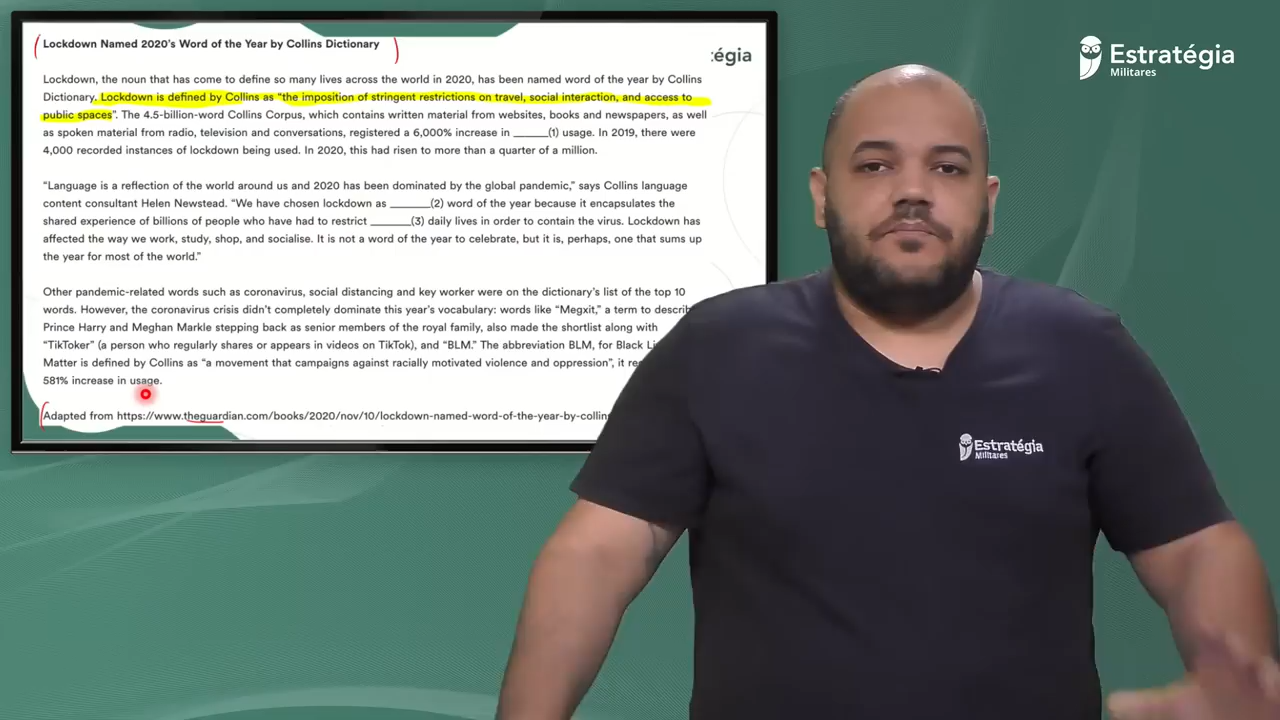 Lockdown Named 2020's Word of the Year by Collins Dictionary
:égia
Lockdown, the noun that has come to define so many lives across the world in 2020, has been named word of the year by Collins
Dictionary. Lockdown is defined by Collins as "the imposition of stringent restrictions on travel, social interaction, and access to
public spaces". The 4.5-billion-word Collins Corpus, which contains written material from websites, books and newspapers, as well
as spoken material from radio, television and conversations, registered a 6,000% increase in ______(1) usage. In 2019, there were
4,000 recorded instances of lockdown being used. In 2020, this had risen to more than a quarter of a million.
"Language is a reflection of the world around us and 2020 has been dominated by the global pandemic," says Collins language
content consultant Helen Newstead. "We have chosen lockdown as _______(2) word of the year because it encapsulates the
shared experience of billions of people who have had to restrict _______(3) daily lives in order to contain the virus. Lockdown has
affected the way we work, study, shop, and socialise. It is not a word of the year to celebrate, but it is, perhaps, one that sums up
the year for most of the world."
Other pandemic-related words such as coronavirus, social distancing and key worker were on the dictionary's list of the top 10
words. However, the coronavirus crisis didn't completely dominate this year's vocabulary: words like "Megxit," a term to describ
Prince Harry and Meghan Markle stepping back as senior members of the royal family, also made the shortlist along with
"TikToker" (a person who regularly shares or appears in videos on TikTok), and "BLM." The abbreviation BLM, for Black Li
Matter is defined by Collins as "a movement that campaigns against racially motivated violence and oppression", it re
581% increase in usage.
Adapted from https://www.theguardian.com/books/2020/nov/10/lockdown-named-word-of-the-year-by-collin
Estratégia
Militares
Estratégia
Militares